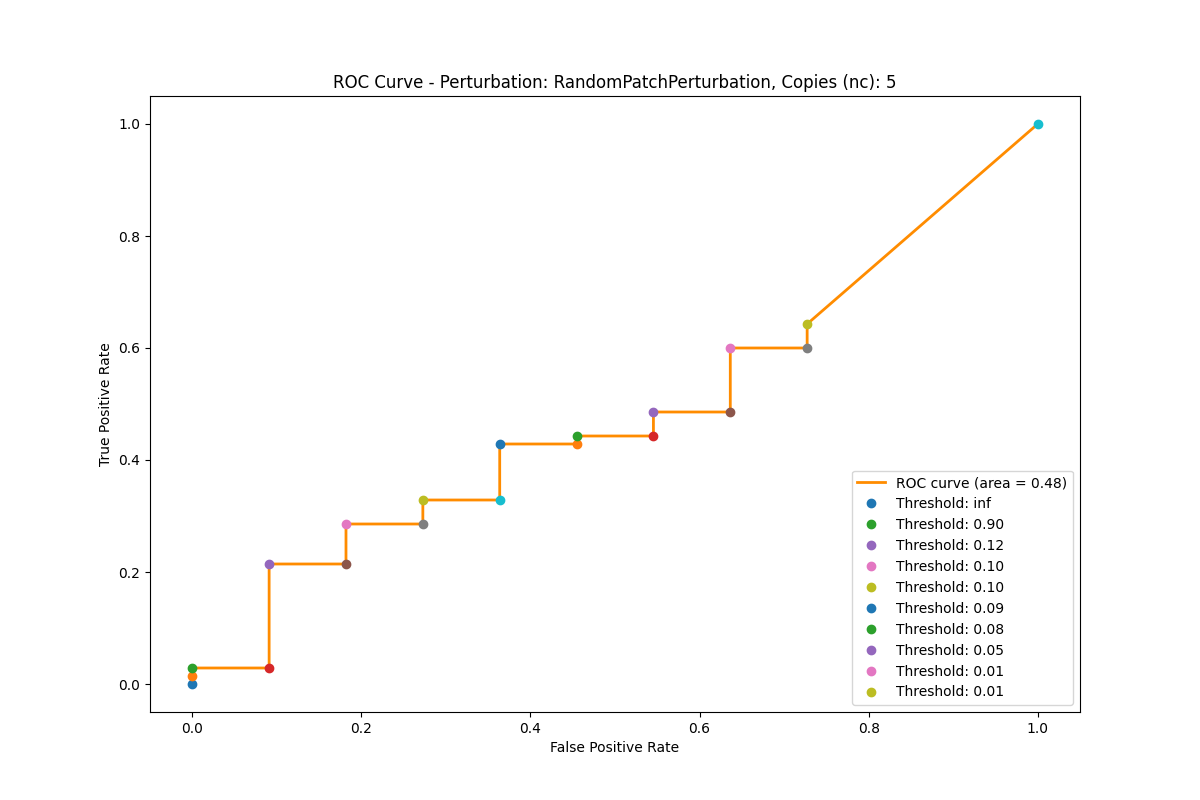 ROC Curve - Perturbation: RandomPatchPerturbation, Copies (nc): 5
True Positive Rate
1.0
0.8
0.6
0.4
0.2
0.0
ROC curve (area = 0.48)
Threshold: inf
Threshold: 0.90
Threshold: 0.12
Threshold: 0.10
Threshold: 0.10
Threshold: 0.09
Threshold: 0.08
Threshold: 0.05
Threshold: 0.01
Threshold: 0.01
0.0 0.2 0.4 0.6 0.8 1.0
False Positive Rate